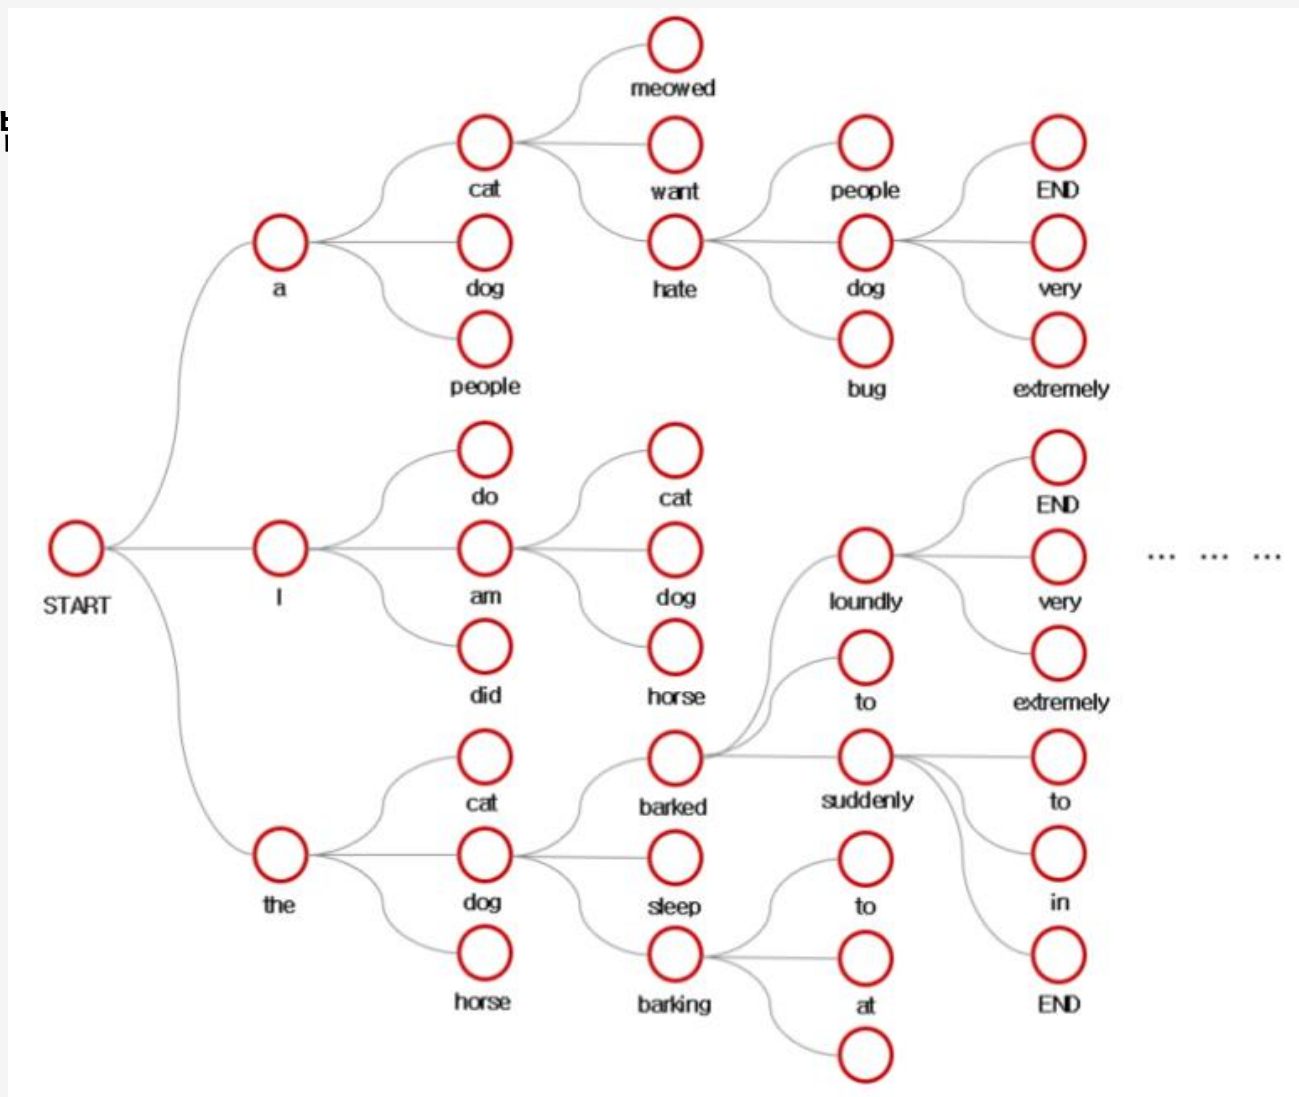 meowed
cat want people END
a dog hate dog very
people bug extremely
do cat END
START I am dog loundly very
did horse to extremely
cat barked suddenly to
the dog sleep to in
horse barking at END
... ... ...